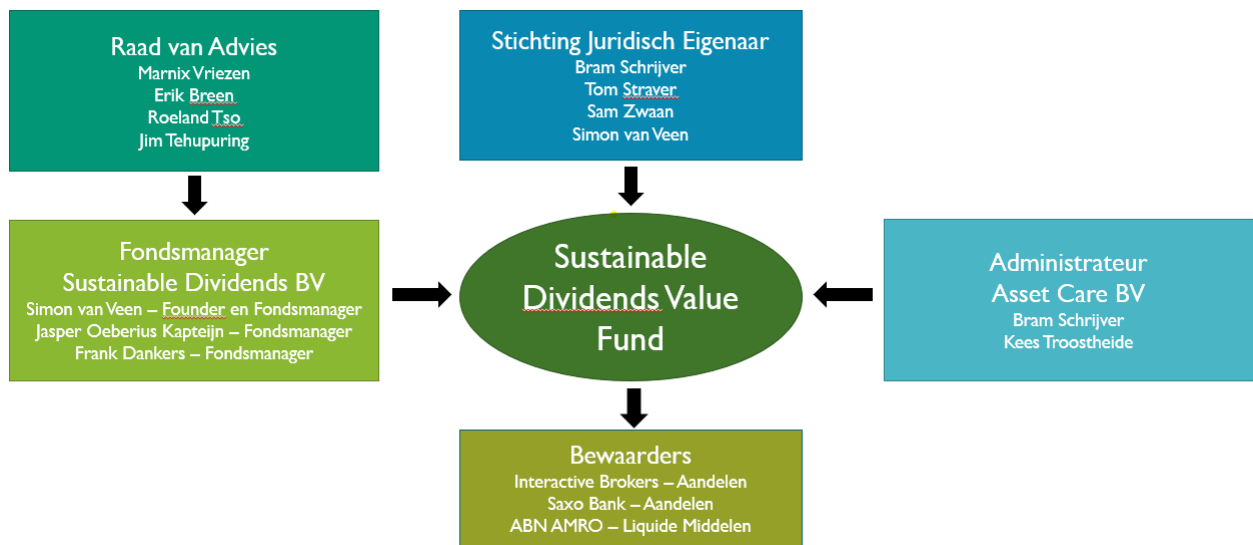 Raad van Advies
Marnix Vriezen
Erik Breen
Roeland Tso
Jim Tehupuring
Stichting Juridisch Eigenaar
Bram Schrijver
Tom Straver
Sam Zwaan
Simon van Veen
Fondsmanager
Sustainable Dividends BV
Simon van Veen – Founder en Fondsmanager
Jasper Oeberius Kapteijn – Fondsmanager
Frank Dankers – Fondsmanager
Sustainable
Dividends Value
Fund
Administrateur
Asset Care BV
Bram Schrijver
Kees Troostheide
Bewaarders
Interactive Brokers – Aandelen
Saxo Bank – Aandelen
ABN AMRO – Liquide Middelen